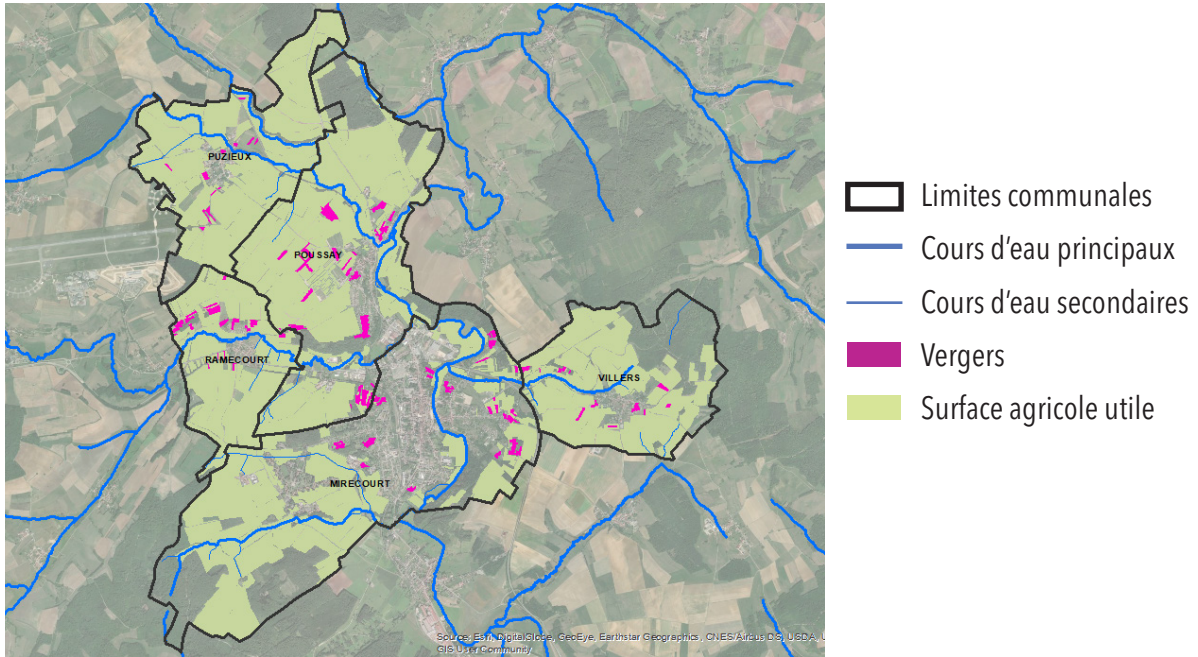 PUZIEUX
POUSSAY
RAMECOURT
VILLERS
MIRECOURT
Source: Esri, DigitalGlobe, GeoEye, Earthstar Geographics, CNES/Airbus DS, USDA, U
GIS User Community
Limites communales
Cours d'eau principaux
Cours d'eau secondaires
Vergers
Surface agricole utile